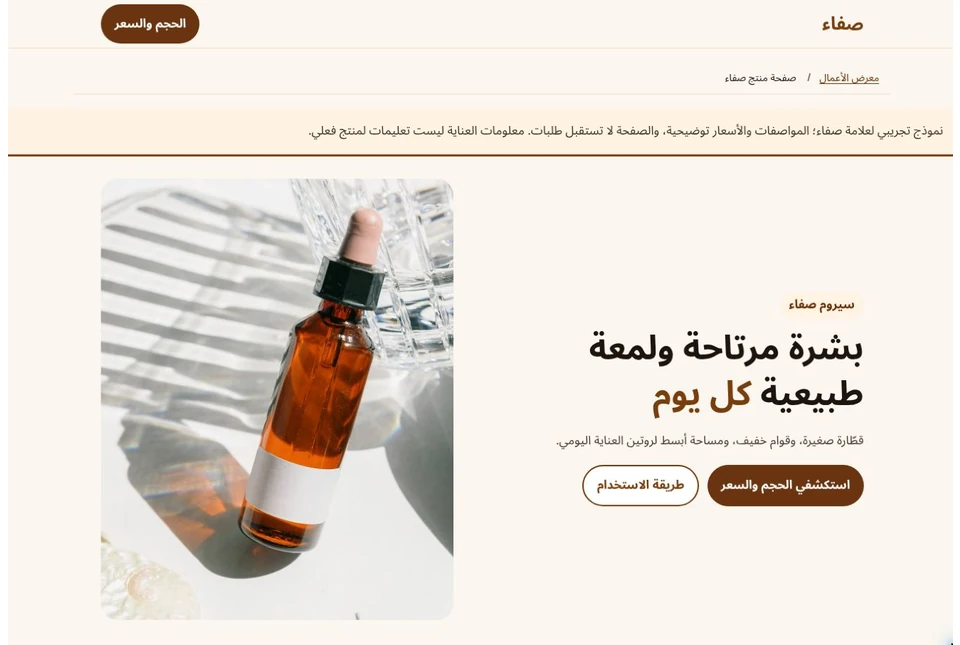 صفاء
الحجم والسعر
معرض الأعمال / صفحة منتج صفاء
نموذج تجريبي لعلامة صفاء؛ المواصفات والأسعار توضيحية، والصفحة لا تستقبل طلبات. معلومات العناية ليست تعليمات لمنتج فعلي.
سيروم صفاء
بشرة مرتاحة ولمعة
طبيعية كل يوم
قطّارة صغيرة، وقوام خفيف، ومساحة أبسط لروتين العناية اليومي.
استكشفي الحجم والسعر
طريقة الاستخدام